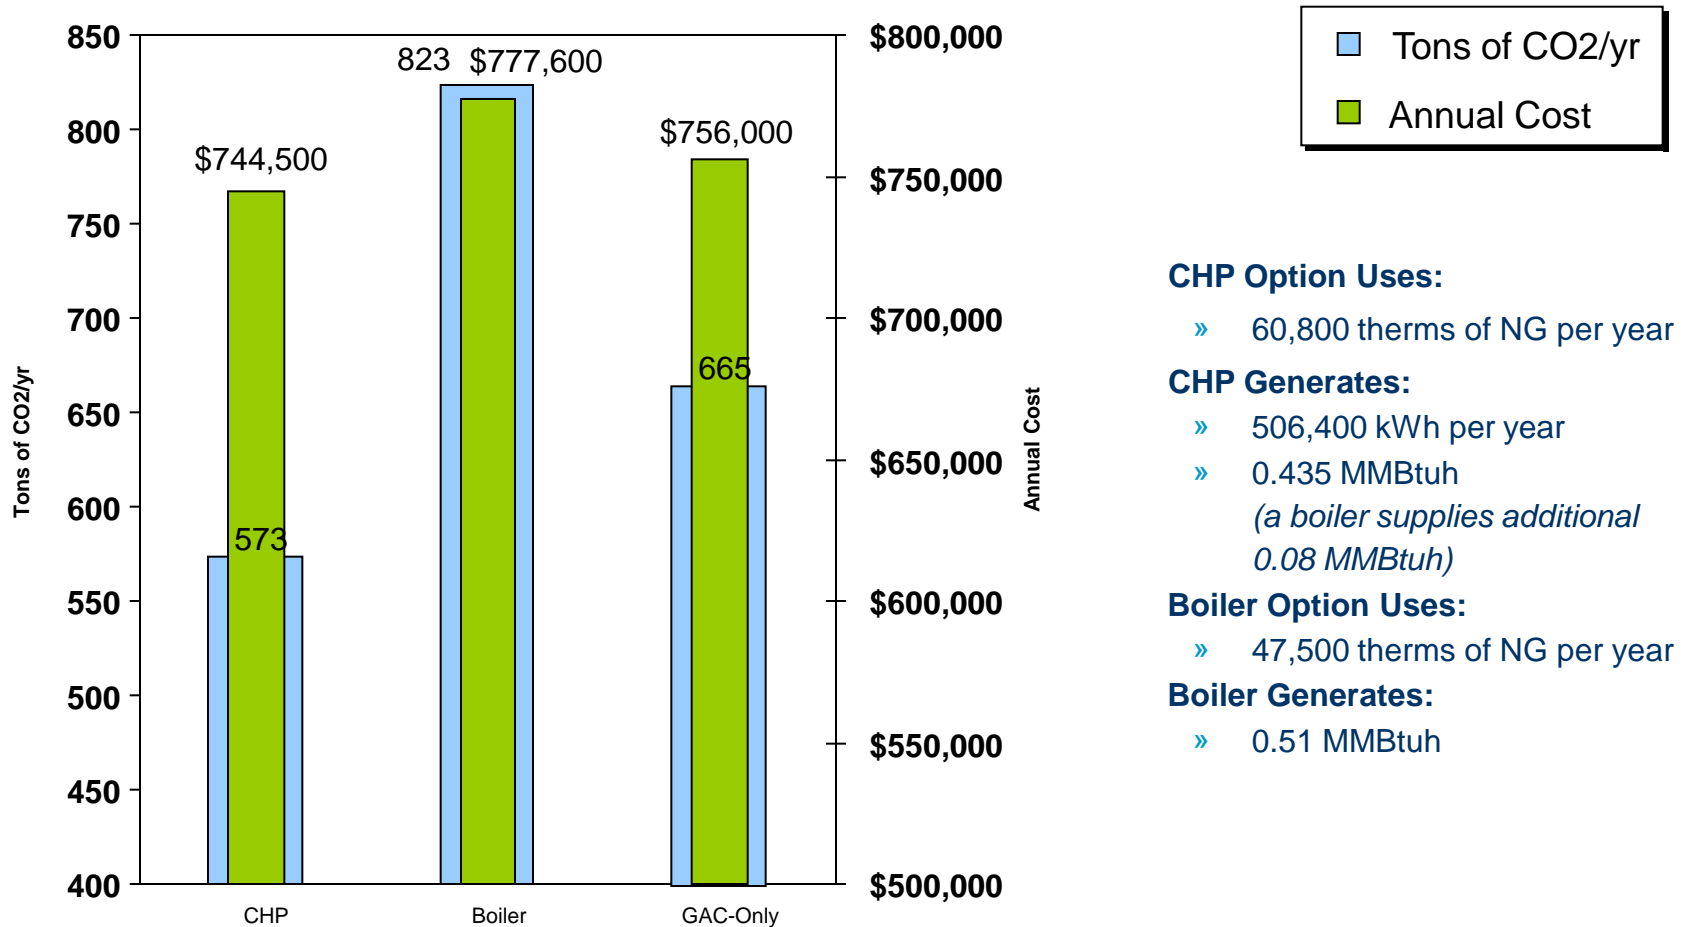 850
800
750
700
650
600
550
500
450
400
Tons of CO2/yr
823 $777,600
$744,500
$756,000
665
573
CHP
Boiler
GAC-Only
$800,000
$750,000
$700,000
$650,000
$600,000
$550,000
$500,000
Annual Cost
Tons of CO2/yr
Annual Cost
CHP Option Uses:
» 60,800 therms of NG per year
CHP Generates:
» 506,400 kWh per year
» 0.435 MMBtuh
(a boiler supplies additional
0.08 MMBtuh)
Boiler Option Uses:
» 47,500 therms of NG per year
Boiler Generates:
» 0.51 MMBtuh